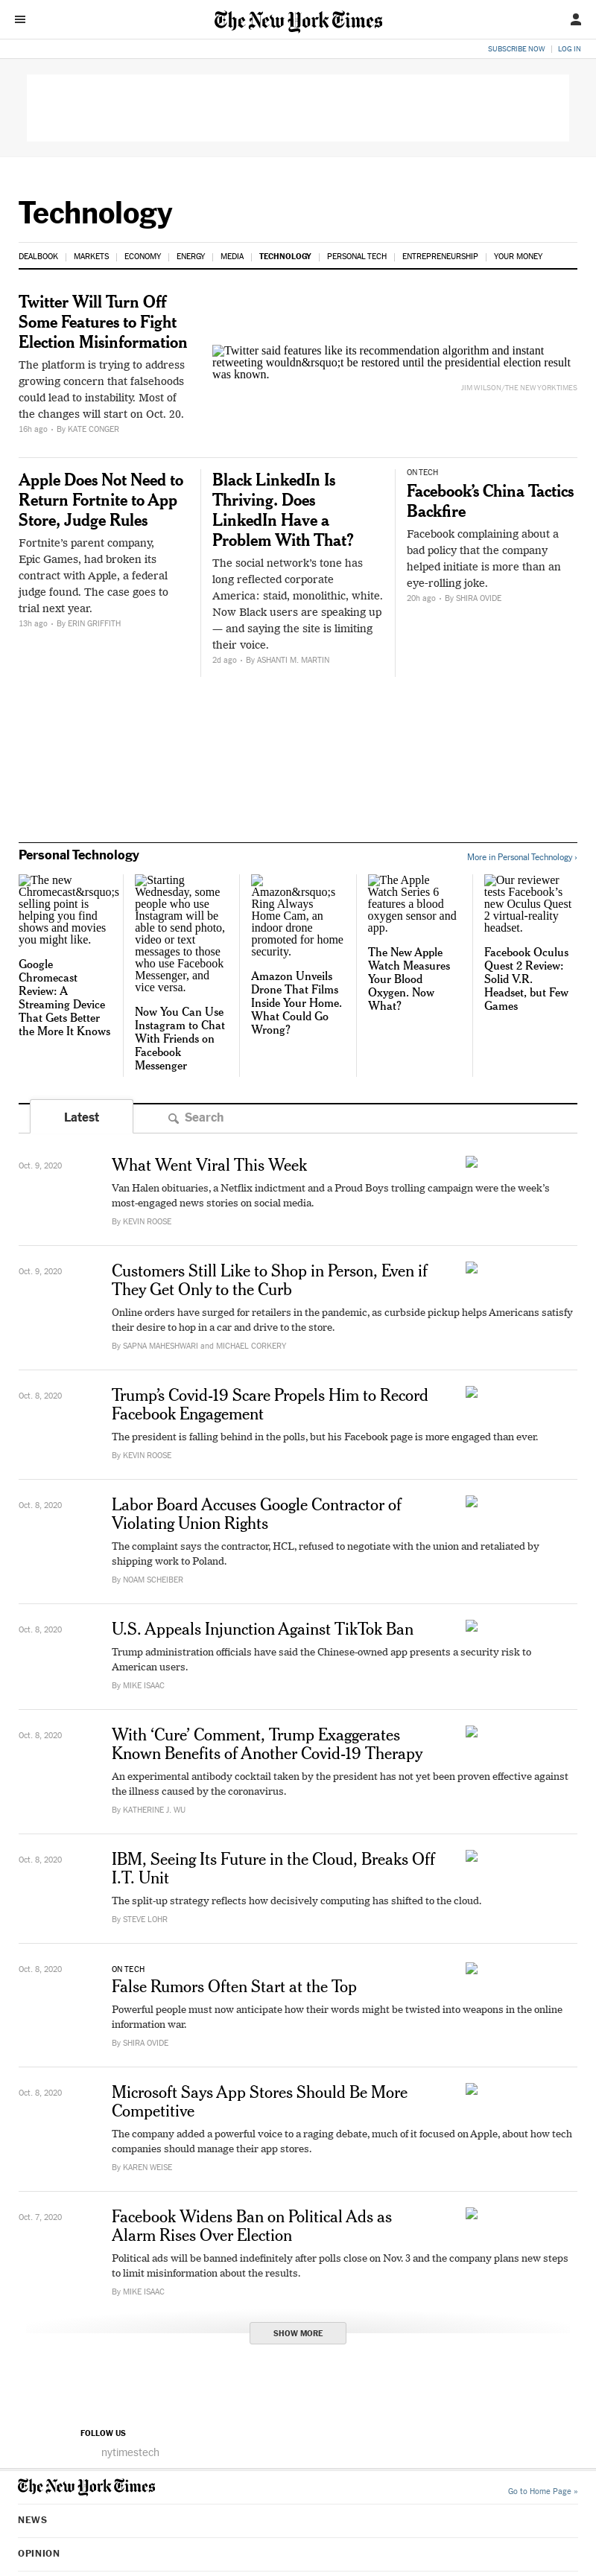 The New York Times
SUBSCRIBE NOW | LOG IN
Technology
DEALBOOK | MARKETS | ECONOMY | ENERGY | MEDIA | TECHNOLOGY | PERSONAL TECH | ENTREPRENEURSHIP | YOUR MONEY
Twitter Will Turn Off
Some Features to Fight
Election Misinformation
The platform is trying to address
growing concern that falsehoods
could lead to instability. Most of
the changes will start on Oct. 20.
16h ago • By KATE CONGER
Twitter said features like its recommendation algorithm and instant
retweeting wouldn&rsquo;t be restored until the presidential election result
was known.
JIM WILSON/THE NEW YORK TIMES
Apple Does Not Need to
Return Fortnite to App
Store, Judge Rules
Fortnite’s parent company,
Epic Games, had broken its
contract with Apple, a federal
judge found. The case goes to
trial next year.
13h ago • By ERIN GRIFFITH
Black LinkedIn Is
Thriving. Does
LinkedIn Have a
Problem With That?
The social network’s tone has
long reflected corporate
America: staid, monolithic, white.
Now Black users are speaking up
— and saying the site is limiting
their voice.
2d ago • By ASHANTI M. MARTIN
ON TECH
Facebook’s China Tactics
Backfire
Facebook complaining about a
bad policy that the company
helped initiate is more than an
eye-rolling joke.
20h ago • By SHIRA OVIDE
Personal Technology
More in Personal Technology ›
The new
Chromecast&rsquo;s
selling point is
helping you find
shows and movies
you might like.
Google
Chromecast
Review: A
Streaming Device
That Gets Better
the More It Knows
Starting
Wednesday, some
people who use
Instagram will be
able to send photo,
video or text
messages to those
who use Facebook
Messenger, and
vice versa.
Now You Can Use
Instagram to Chat
With Friends on
Facebook
Messenger
Amazon&rsquo;s
Ring Always
Home Cam, an
indoor drone
promoted for home
security.
Amazon Unveils
Drone That Films
Inside Your Home.
What Could Go
Wrong?
The Apple
Watch Series 6
features a blood
oxygen sensor and
app.
The New Apple
Watch Measures
Your Blood
Oxygen. Now
What?
Our reviewer
tests Facebook’s
new Oculus Quest
2 virtual-reality
headset.
Facebook Oculus
Quest 2 Review:
Solid V.R.
Headset, but Few
Games
Latest
Search
Oct. 9, 2020
What Went Viral This Week
Van Halen obituaries, a Netflix indictment and a Proud Boys trolling campaign were the week’s
most-engaged news stories on social media.
By KEVIN ROOSE
Oct. 9, 2020
Customers Still Like to Shop in Person, Even if
They Get Only to the Curb
Online orders have surged for retailers in the pandemic, as curbside pickup helps Americans satisfy
their desire to hop in a car and drive to the store.
By SAPNA MAHESHWARI and MICHAEL CORKERY
Oct. 8, 2020
Trump’s Covid-19 Scare Propels Him to Record
Facebook Engagement
The president is falling behind in the polls, but his Facebook page is more engaged than ever.
By KEVIN ROOSE
Oct. 8, 2020
Labor Board Accuses Google Contractor of
Violating Union Rights
The complaint says the contractor, HCL, refused to negotiate with the union and retaliated by
shipping work to Poland.
By NOAM SCHEIBER
Oct. 8, 2020
U.S. Appeals Injunction Against TikTok Ban
Trump administration officials have said the Chinese-owned app presents a security risk to
American users.
By MIKE ISAAC
Oct. 8, 2020
With ‘Cure’ Comment, Trump Exaggerates
Known Benefits of Another Covid-19 Therapy
An experimental antibody cocktail taken by the president has not yet been proven effective against
the illness caused by the coronavirus.
By KATHERINE J. WU
Oct. 8, 2020
IBM, Seeing Its Future in the Cloud, Breaks Off
I.T. Unit
The split-up strategy reflects how decisively computing has shifted to the cloud.
By STEVE LOHR
Oct. 8, 2020
ON TECH
False Rumors Often Start at the Top
Powerful people must now anticipate how their words might be twisted into weapons in the online
information war.
By SHIRA OVIDE
Oct. 8, 2020
Microsoft Says App Stores Should Be More
Competitive
The company added a powerful voice to a raging debate, much of it focused on Apple, about how tech
companies should manage their app stores.
By KAREN WEISE
Oct. 7, 2020
Facebook Widens Ban on Political Ads as
Alarm Rises Over Election
Political ads will be banned indefinitely after polls close on Nov. 3 and the company plans new steps
to limit misinformation about the results.
By MIKE ISAAC
SHOW MORE
FOLLOW US
nytimestech
The New York Times
Go to Home Page »
NEWS
OPINION